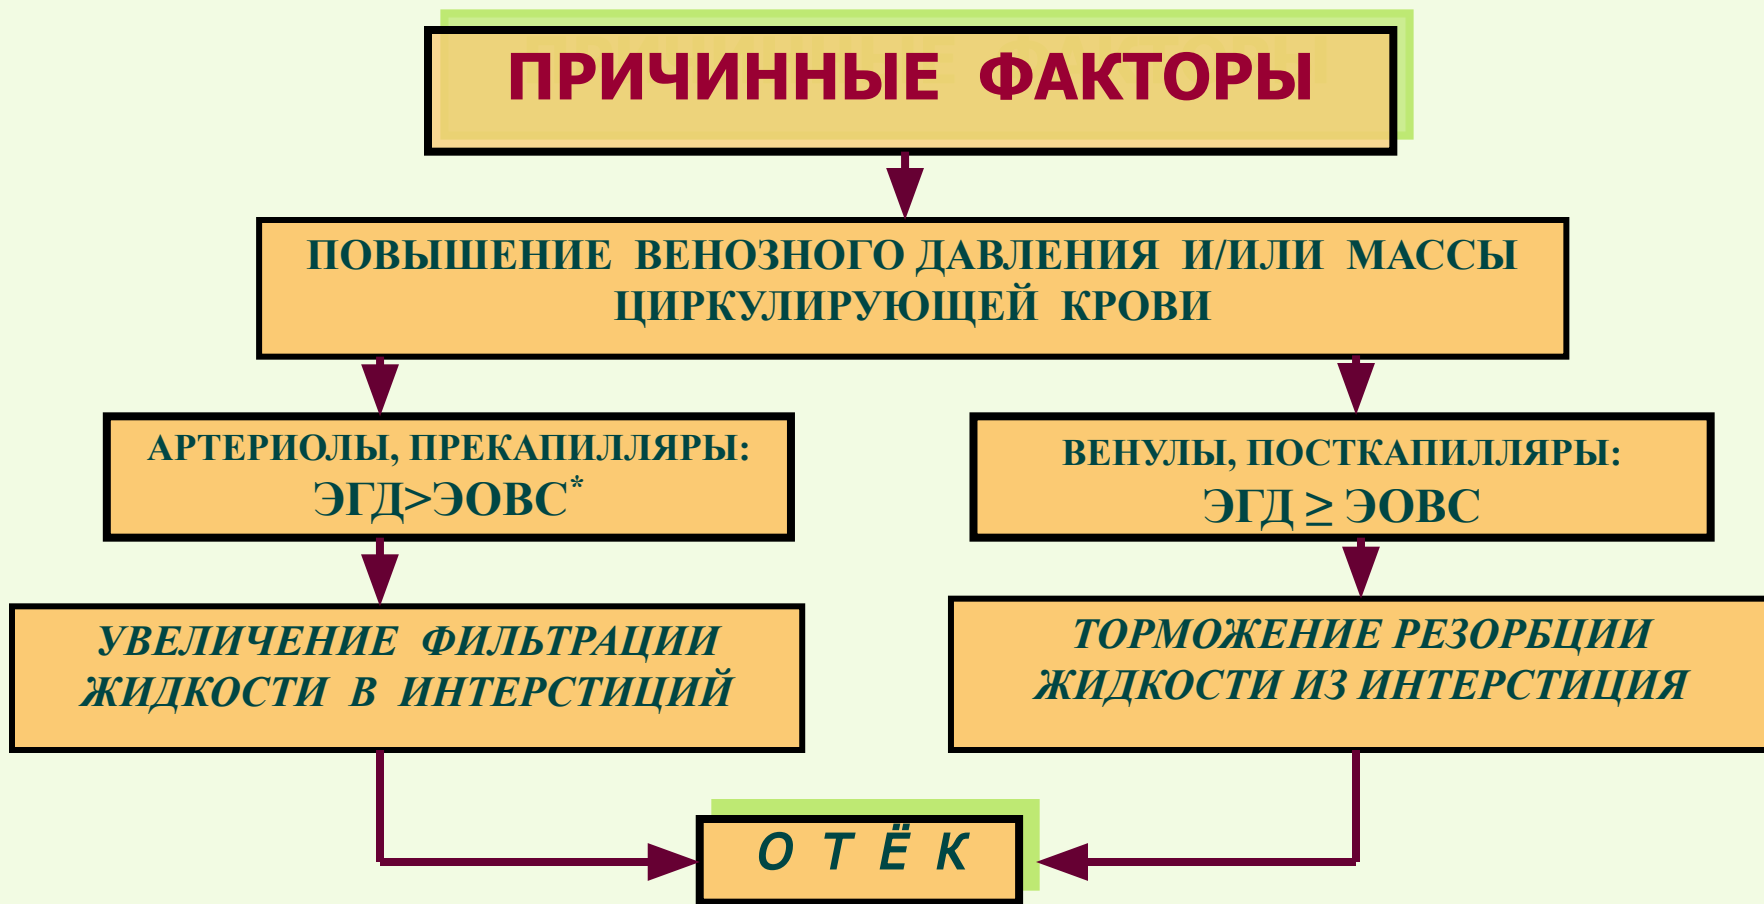 ПРИЧИННЫЕ ФАКТОРЫ
ПОВЫШЕНИЕ ВЕНОЗНОГО ДАВЛЕНИЯ И/ИЛИ МАССЫ
ЦИРКУЛИРУЮЩЕЙ КРОВИ
АРТЕРИОЛЫ, ПРЕКАПИЛЛЯРЫ:
ЭГД>ЭОВС*
ВЕНУЛЫ, ПОСТКАПИЛЛЯРЫ:
ЭГД ≥ ЭОВС
УВЕЛИЧЕНИЕ ФИЛЬТРАЦИИ
ЖИДКОСТИ В ИНТЕРСТИЦИЙ
ТОРМОЖЕНИЕ РЕЗОРБЦИИ
ЖИДКОСТИ ИЗ ИНТЕРСТИЦИЯ
О Т Ё К